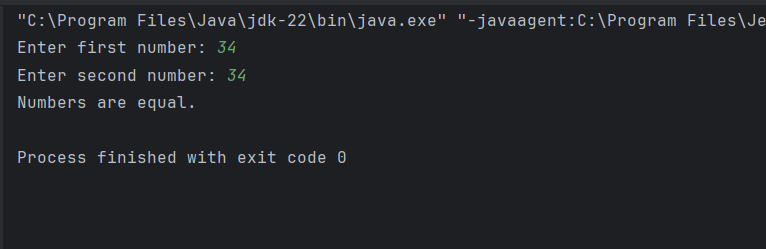 "C:\Program Files\Java\jdk-22\bin\java.exe" "-javaagent:C:\Program Files\Je
Enter first number: 34
Enter second number: 34
Numbers are equal.
Process finished with exit code 0